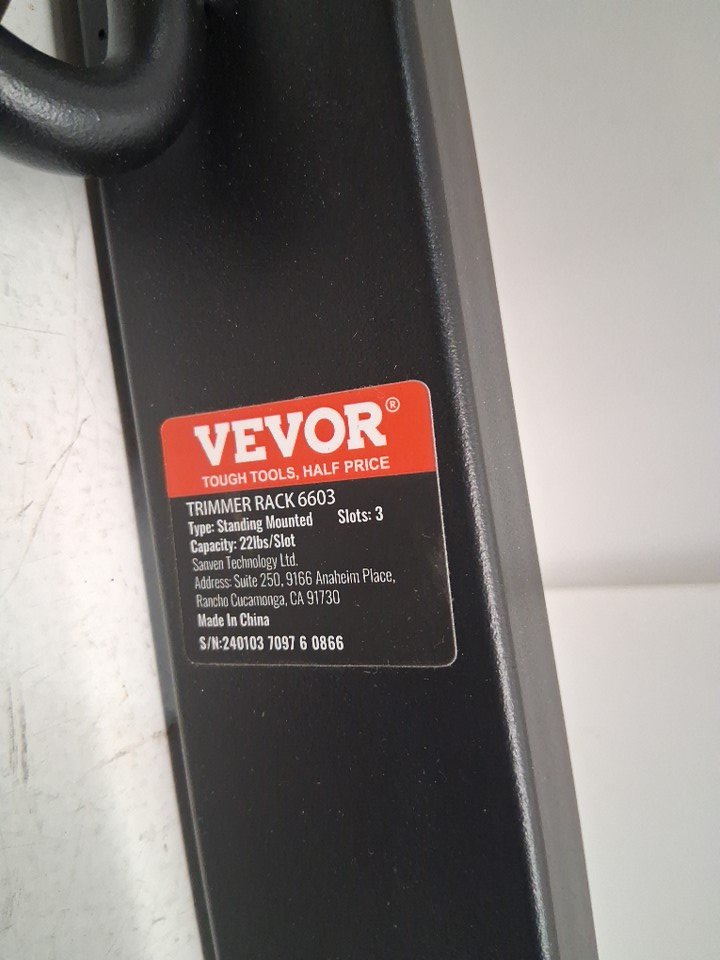 VEVOR®
TOUGH TOOLS, HALF PRICE
TRIMMER RACK 6603
Type: Standing Mounted Slots: 3
Capacity: 22lbs/Slot
Sanven Technology Ltd.
Address: Suite 250, 9166 Anaheim Place,
Rancho Cucamonga, CA 91730
Made In China
S/N:240103 7097 6 0866